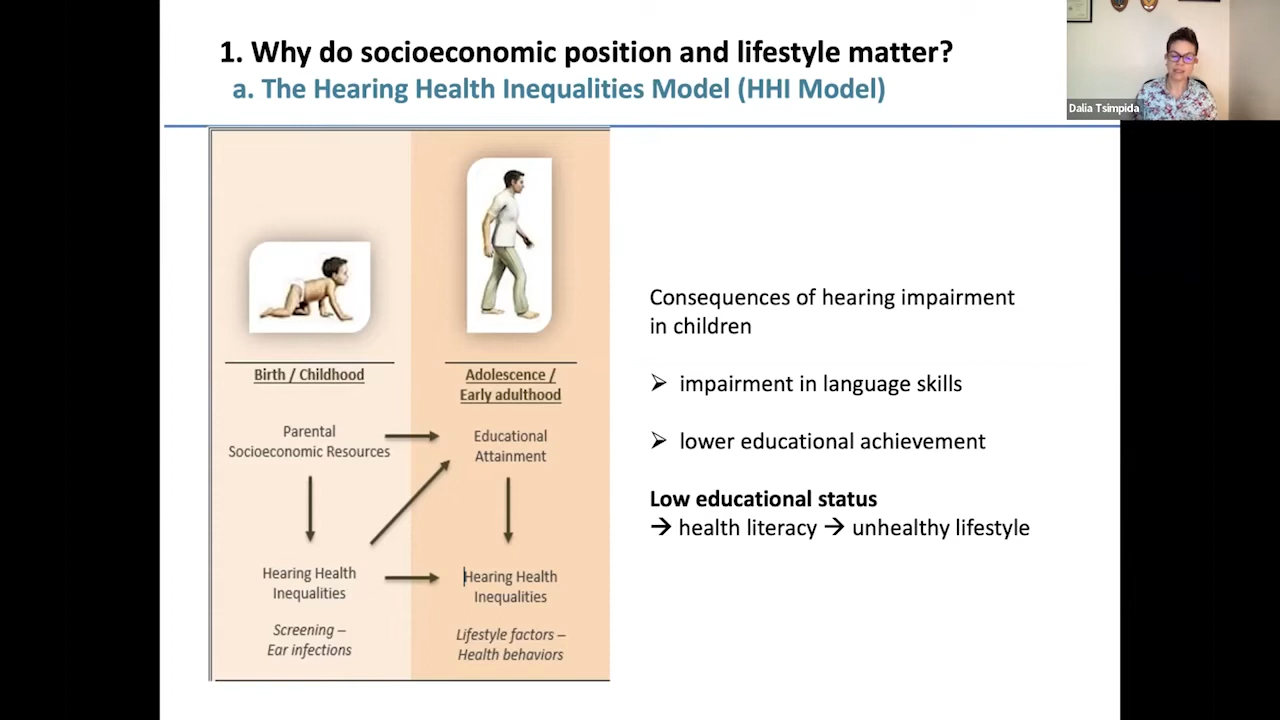 1. Why do socioeconomic position and lifestyle matter?
a. The Hearing Health Inequalities Model (HHI Model)
Dalia Tsimpida
Birth / Childhood
Parental
Socioeconomic Resources
Hearing Health
Inequalities
Screening –
Ear infections
Adolescence /
Early adulthood
Educational
Attainment
Hearing Health
Inequalities
Lifestyle factors –
Health behaviors
Consequences of hearing impairment
in children
➢ impairment in language skills
➢ lower educational achievement
Low educational status
→ health literacy → unhealthy lifestyle